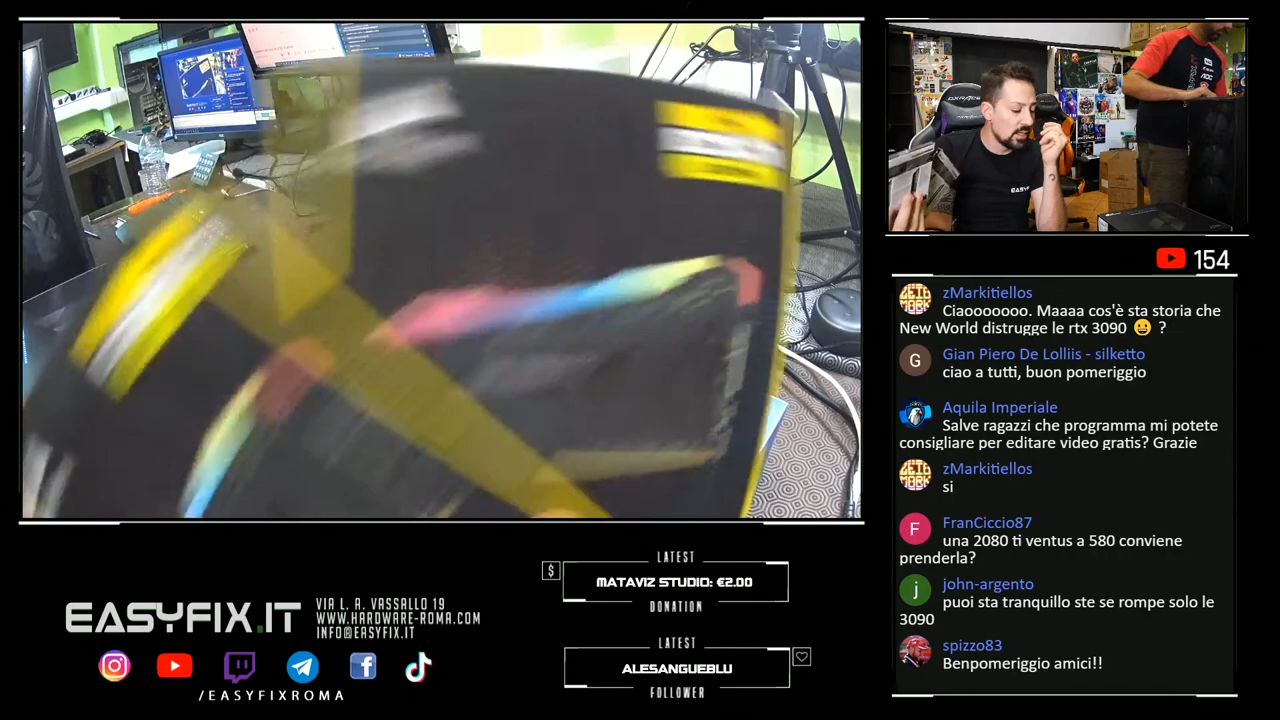 DXRACER
EASYF
154
zMarkitiellos
Ciaooooooo. Maaaa cos'è sta storia che
New World distrugge le rtx 3090 😀 ?
G
Gian Piero De Lolliis - silketto
ciao a tutti, buon pomeriggio
Aquila Imperiale
Salve ragazzi che programma mi potete
consigliare per editare video gratis? Grazie
zMarkitiellos
si
F
FranCiccio87
una 2080 ti ventus a 580 conviene
prenderla?
j
john-argento
puoi sta tranquillo ste se rompe solo le
3090
spizzo83
Benpomeriggio amici!!
EASYFIX.IT
VIA L. A. VASSALLO 19
WWW.HARDWARE-ROMA.COM
INFO@EASYFIX.IT
/EASYFIXROMA
$
LATEST
MATAVIZ STUDIO: €2.00
DONATION
LATEST
ALESANGUEBLU
FOLLOWER